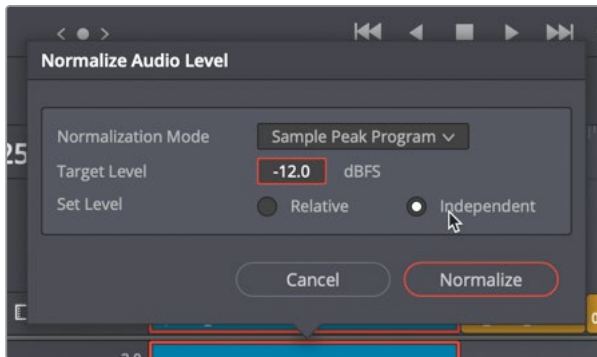 Normalize Audio Level
Normalization Mode Sample Peak Program
25
Target Level -12.0 dBFS
Set Level Relative Independent
Cancel Normalize